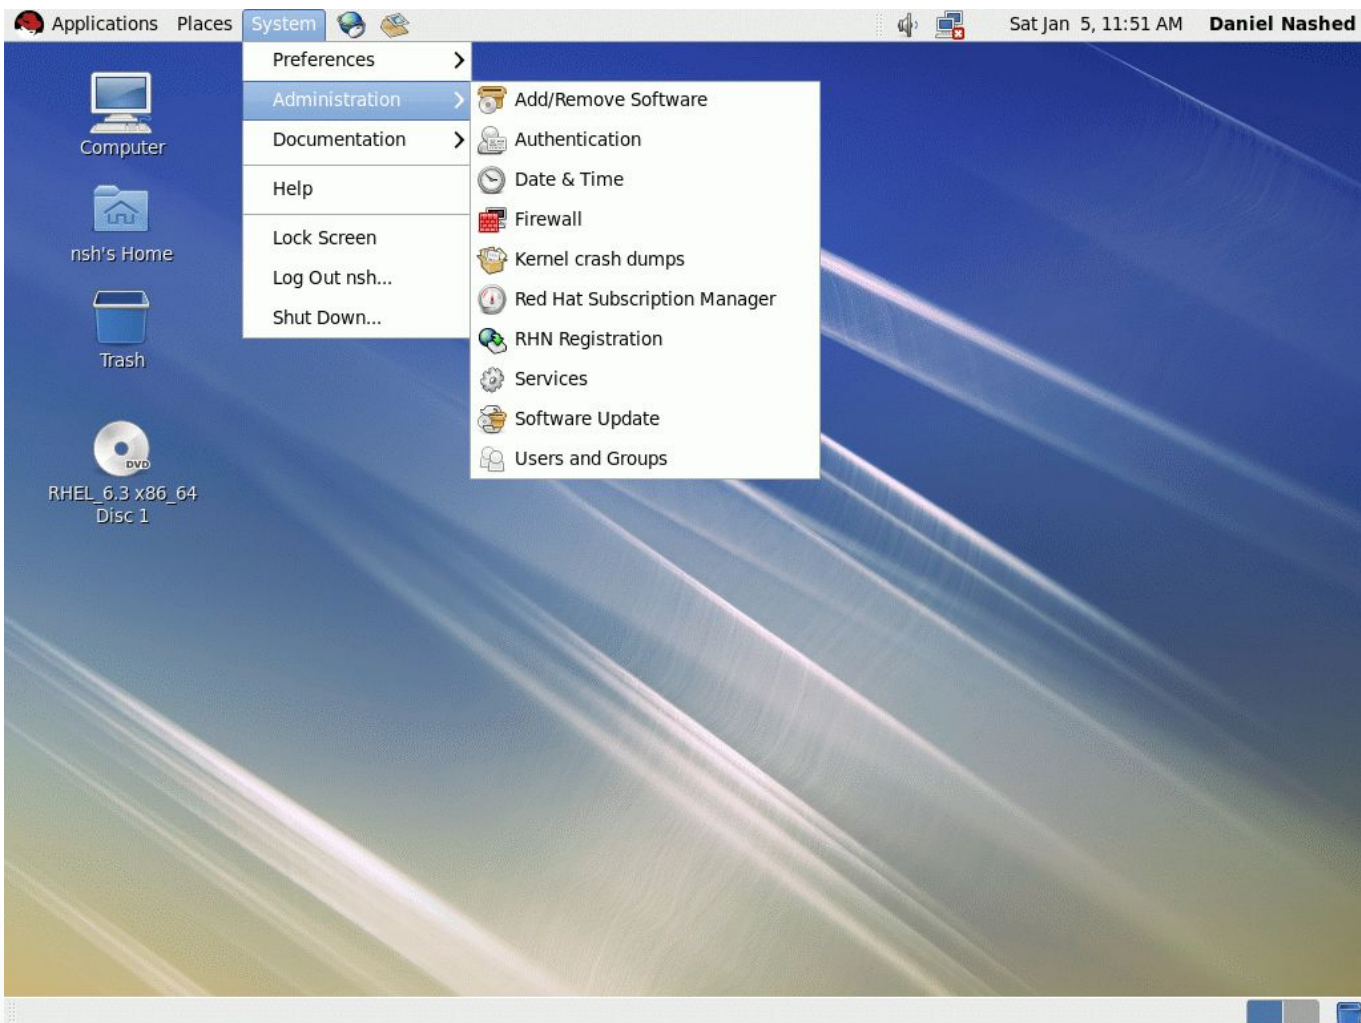 Applications Places System Sat Jan 5, 11:51 AM Daniel Nashed
Preferences
Administration
Documentation
Help
Lock Screen
Log Out nsh...
Shut Down...
Add/Remove Software
Authentication
Date & Time
Firewall
Kernel crash dumps
Red Hat Subscription Manager
RHN Registration
Services
Software Update
Users and Groups
Computer
nsh's Home
Trash
DVD
RHEL_6.3 x86_64
Disc 1